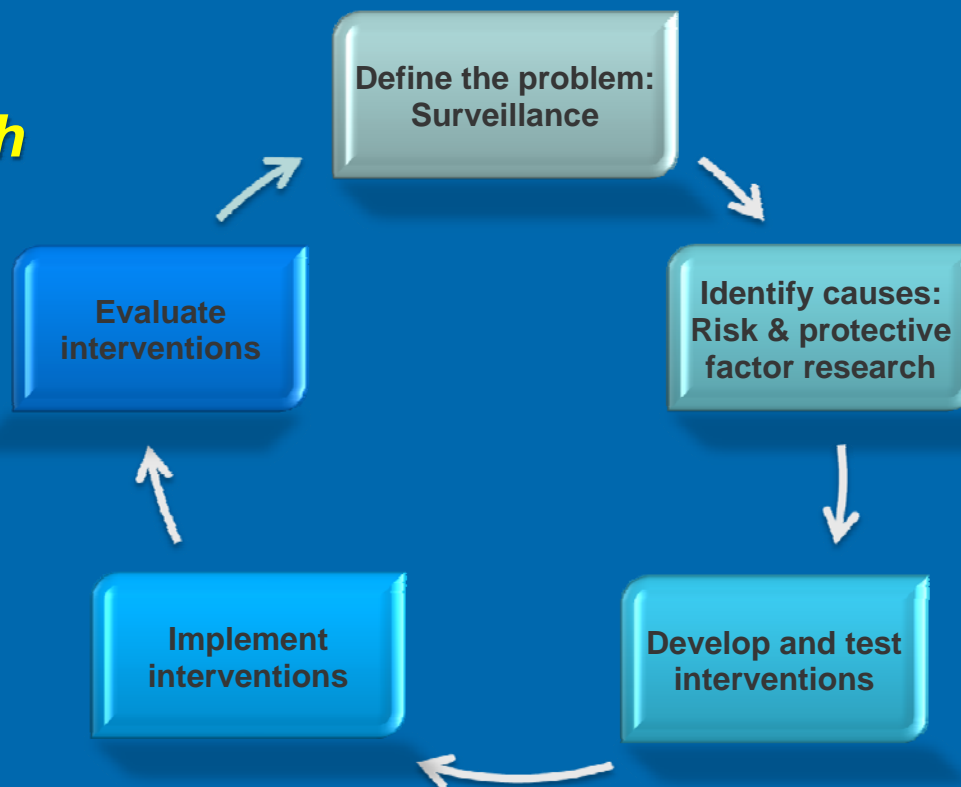 h
Define the problem:
Surveillance
Identify causes:
Risk & protective
factor research
Develop and test
interventions
Implement
interventions
Evaluate
interventions